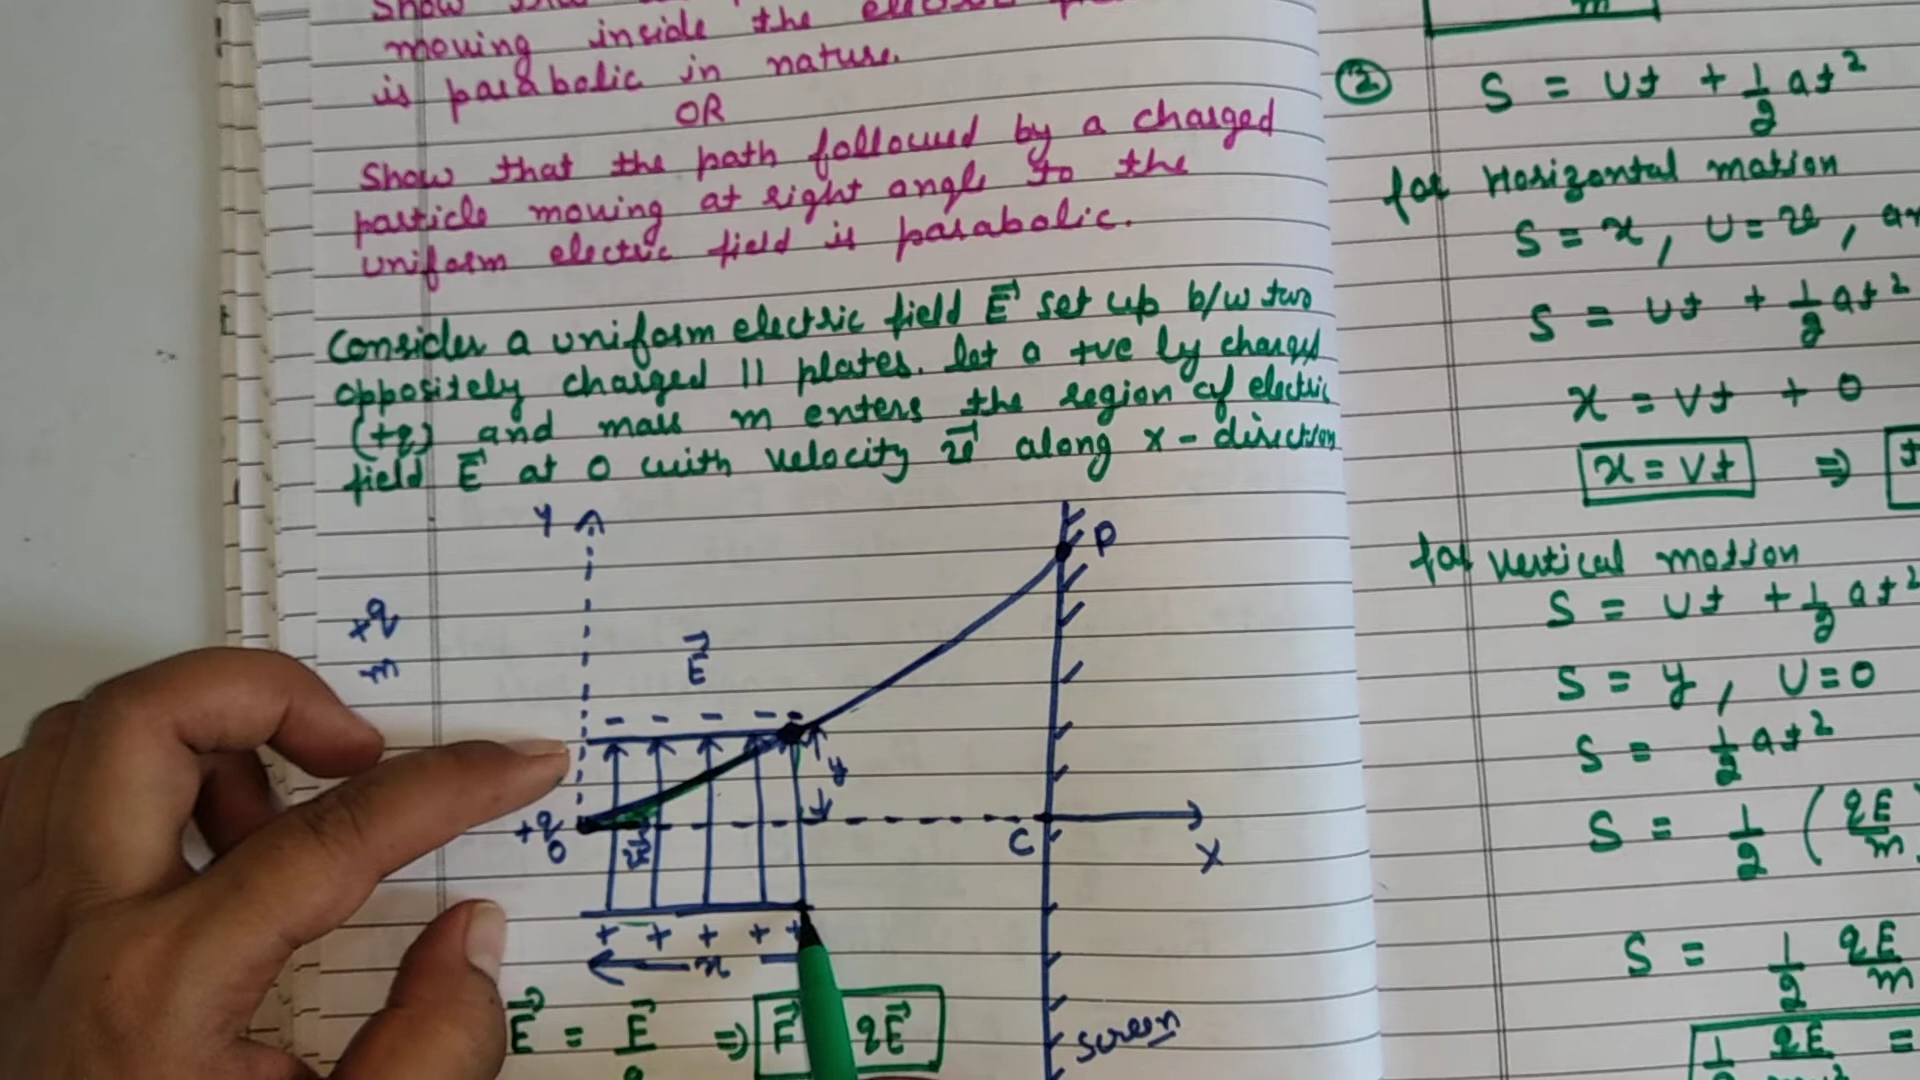 moving inside the
is parabolic in nature.
OR
Show that the path followed by a charged
particle moving at right angle to the
uniform electric field is parabolic.
Consider a uniform electric field E⃗ set up b/w two
oppositely charged || plates. let a +ve ly charged
(+q) and mass m enters the region of electric
field E⃗ at O with velocity v⃗ along x-direction
Y
P
+q
m
E⃗
- - - -
y
+q
O
v⃗
C
X
+ + + + +
x
E⃗ = F⃗ ⇒ F⃗ qE⃗
screen
m
② S = ut + 1/2 at²
for Horizontal motion
S = x, u = v,
S = ut + 1/2 at²
x = vt + 0
x = vt ⇒
for vertical motion
S = ut + 1/2 at²
S = y, U = 0
S = 1/2 at²
S = 1/2 (qE/m
S = 1/2 qE/m
1/2 qE =